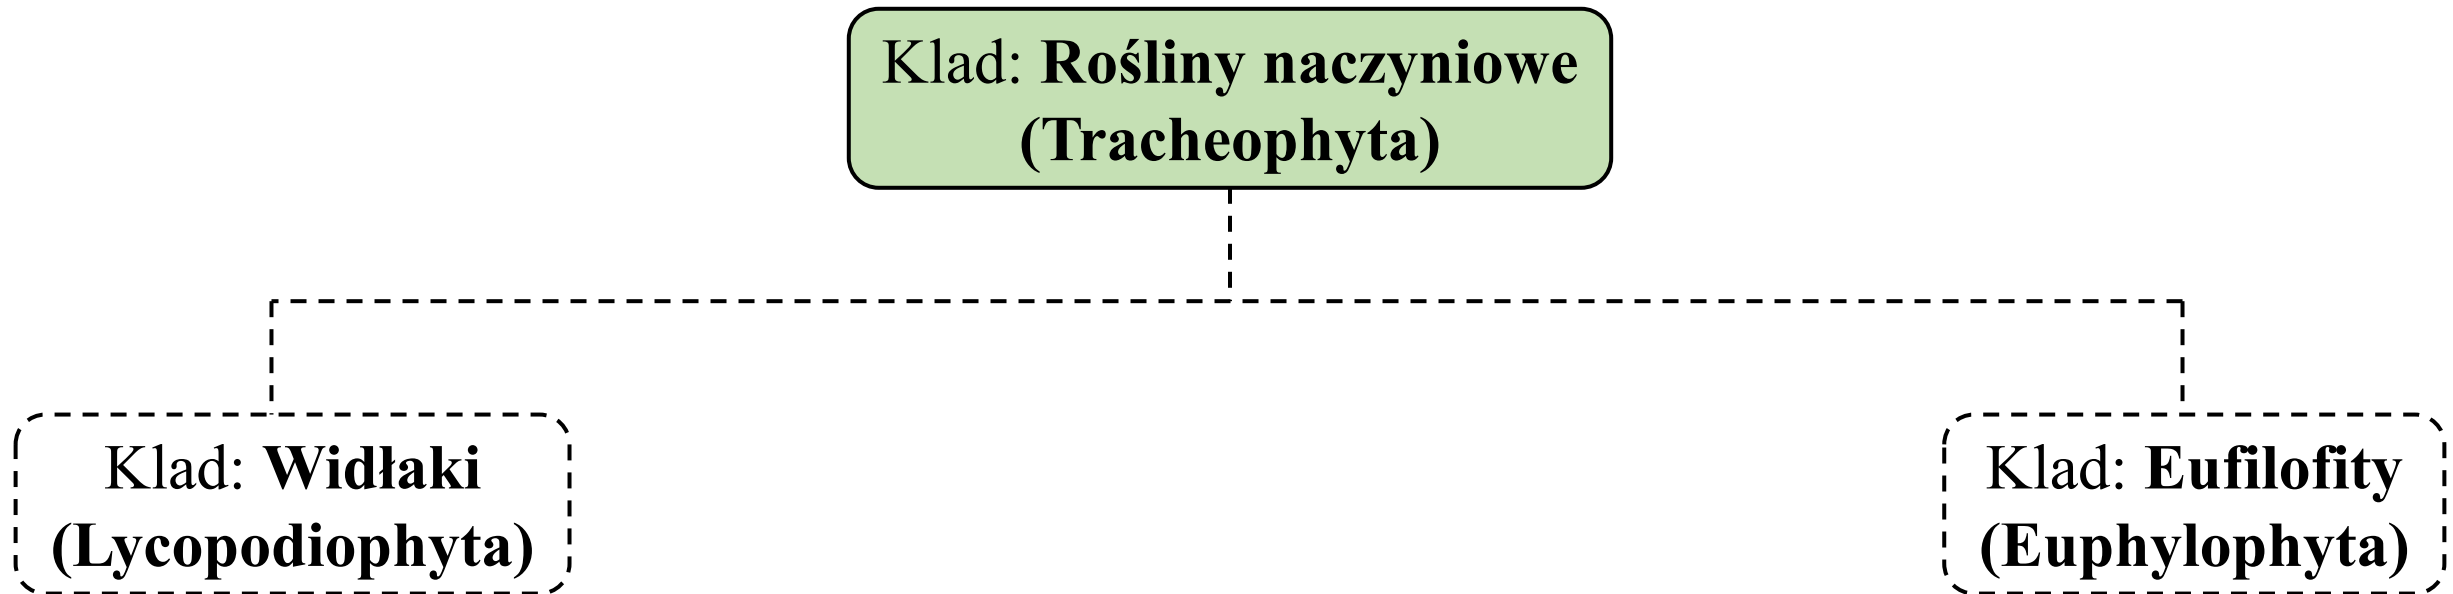 Klad: Rośliny naczyniowe
(Tracheophyta)
Klad: Widłaki
(Lycopodiophyta)
Klad: Eufilofity
(Euphylophyta)